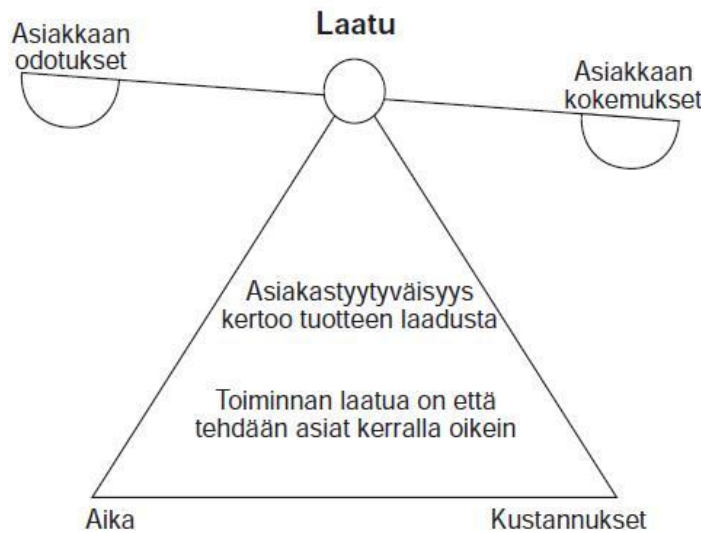 Laatu
Asiakkaan
odotukset
Asiakkaan
kokemukset
Asiakastyytyväisyys
kertoo tuotteen laadusta
Toiminnan laatua on että
tehdään asiat kerralla oikein
Aika
Kustannukset